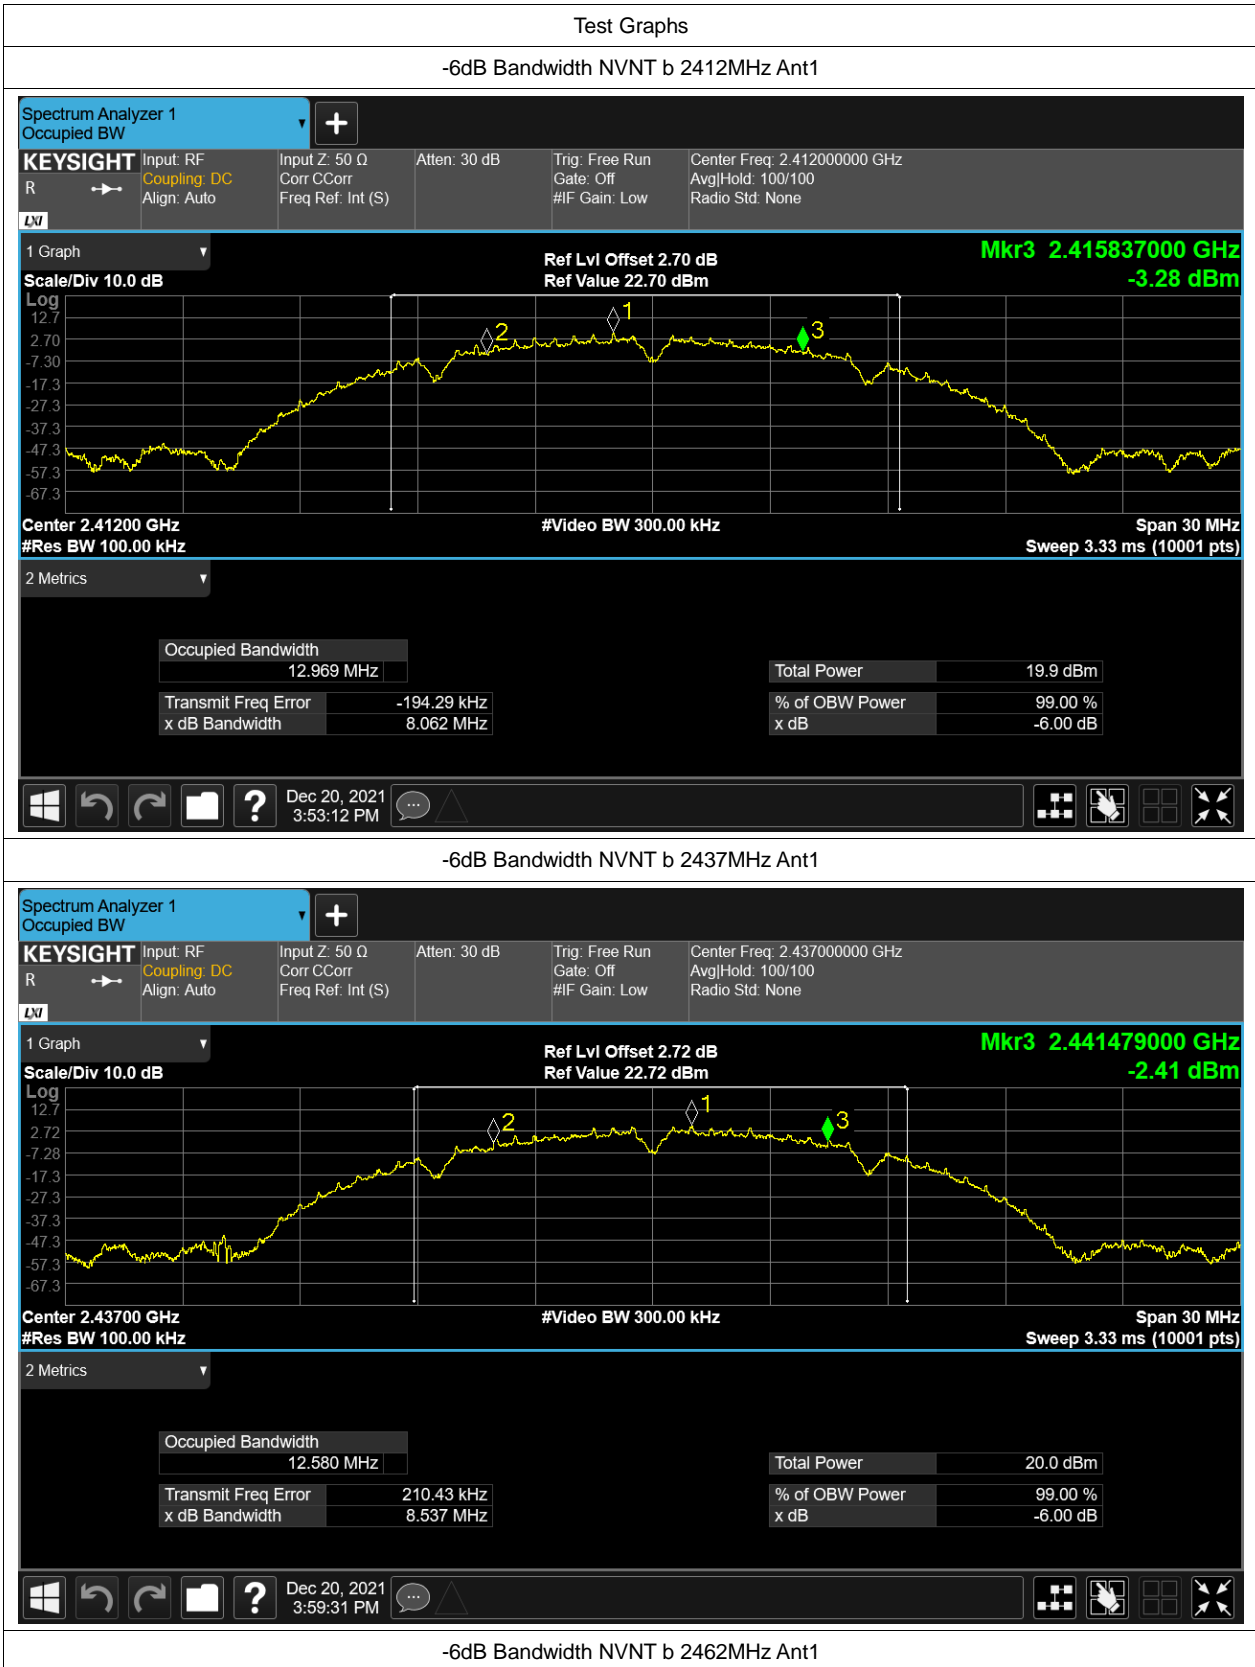 Test Graphs
-6dB Bandwidth NVNT b 2412MHz Ant1
Spectrum Analyzer 1
Occupied BW
KEYSIGHT Input: RF Input Z: 50 Ω Atten: 30 dB Trig: Free Run Center Freq: 2.412000000 GHz
R Coupling: DC Corr CCorr Gate: Off Avg|Hold: 100/100
Align: Auto Freq Ref: Int (S) #IF Gain: Low Radio Std: None
LXI
1 Graph Ref Lvl Offset 2.70 dB Mkr3 2.415837000 GHz
Scale/Div 10.0 dB Ref Value 22.70 dBm -3.28 dBm
Log
12.7
2.70
-7.30
-17.3
-27.3
-37.3
-47.3
-57.3
-67.3
2 1 3
Center 2.41200 GHz #Video BW 300.00 kHz Span 30 MHz
#Res BW 100.00 kHz Sweep 3.33 ms (10001 pts)
2 Metrics
Occupied Bandwidth
12.969 MHz Total Power 19.9 dBm
Transmit Freq Error -194.29 kHz % of OBW Power 99.00 %
x dB Bandwidth 8.062 MHz x dB -6.00 dB
? Dec 20, 2021
3:53:12 PM
-6dB Bandwidth NVNT b 2437MHz Ant1
Spectrum Analyzer 1
Occupied BW
KEYSIGHT Input: RF Input Z: 50 Ω Atten: 30 dB Trig: Free Run Center Freq: 2.437000000 GHz
R Coupling: DC Corr CCorr Gate: Off Avg|Hold: 100/100
Align: Auto Freq Ref: Int (S) #IF Gain: Low Radio Std: None
LXI
1 Graph Ref Lvl Offset 2.72 dB Mkr3 2.441479000 GHz
Scale/Div 10.0 dB Ref Value 22.72 dBm -2.41 dBm
Log
12.7
2.72
-7.28
-17.3
-27.3
-37.3
-47.3
-57.3
-67.3
2 1 3
Center 2.43700 GHz #Video BW 300.00 kHz Span 30 MHz
#Res BW 100.00 kHz Sweep 3.33 ms (10001 pts)
2 Metrics
Occupied Bandwidth
12.580 MHz Total Power 20.0 dBm
Transmit Freq Error 210.43 kHz % of OBW Power 99.00 %
x dB Bandwidth 8.537 MHz x dB -6.00 dB
? Dec 20, 2021
3:59:31 PM
-6dB Bandwidth NVNT b 2462MHz Ant1